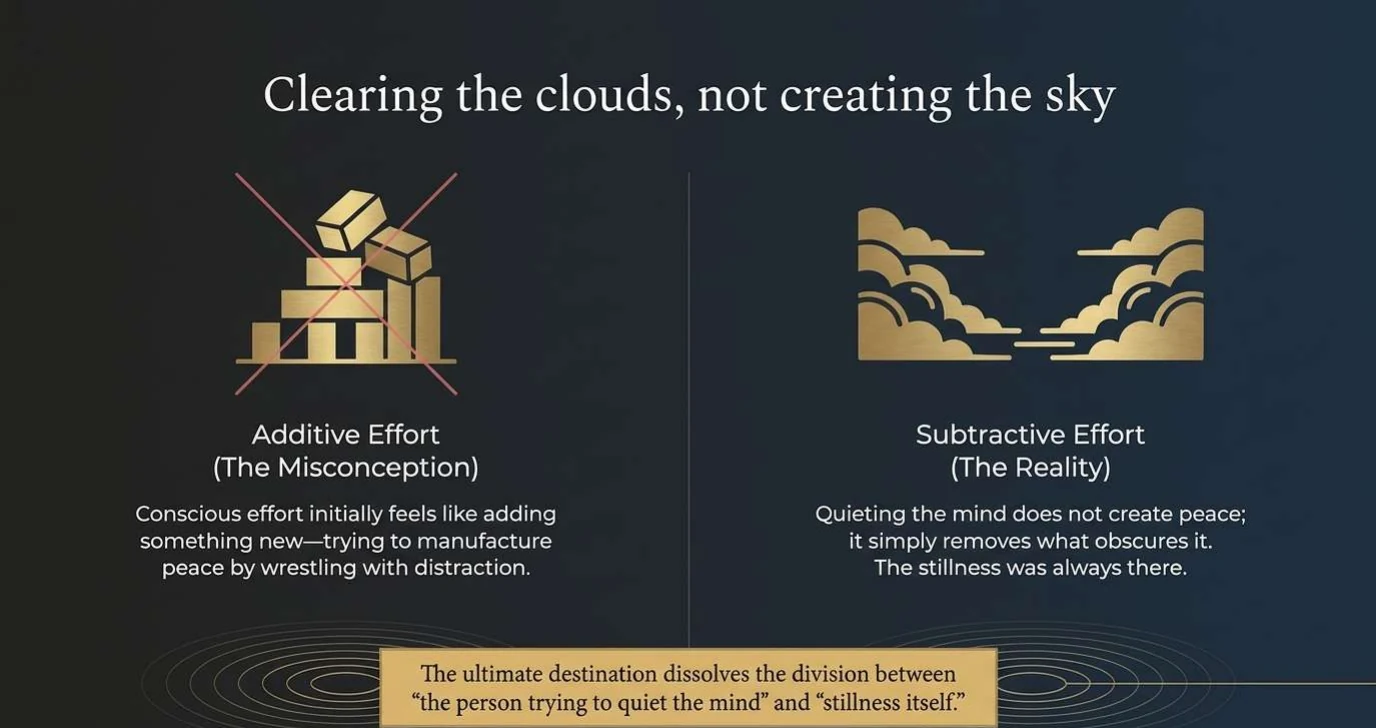 Clearing the clouds, not creating the sky
Additive Effort
(The Misconception)
Conscious effort initially feels like adding
something new—trying to manufacture
peace by wrestling with distraction.
Subtractive Effort
(The Reality)
Quieting the mind does not create peace;
it simply removes what obscures it.
The stillness was always there.
The ultimate destination dissolves the division between
“the person trying to quiet the mind” and “stillness itself.”